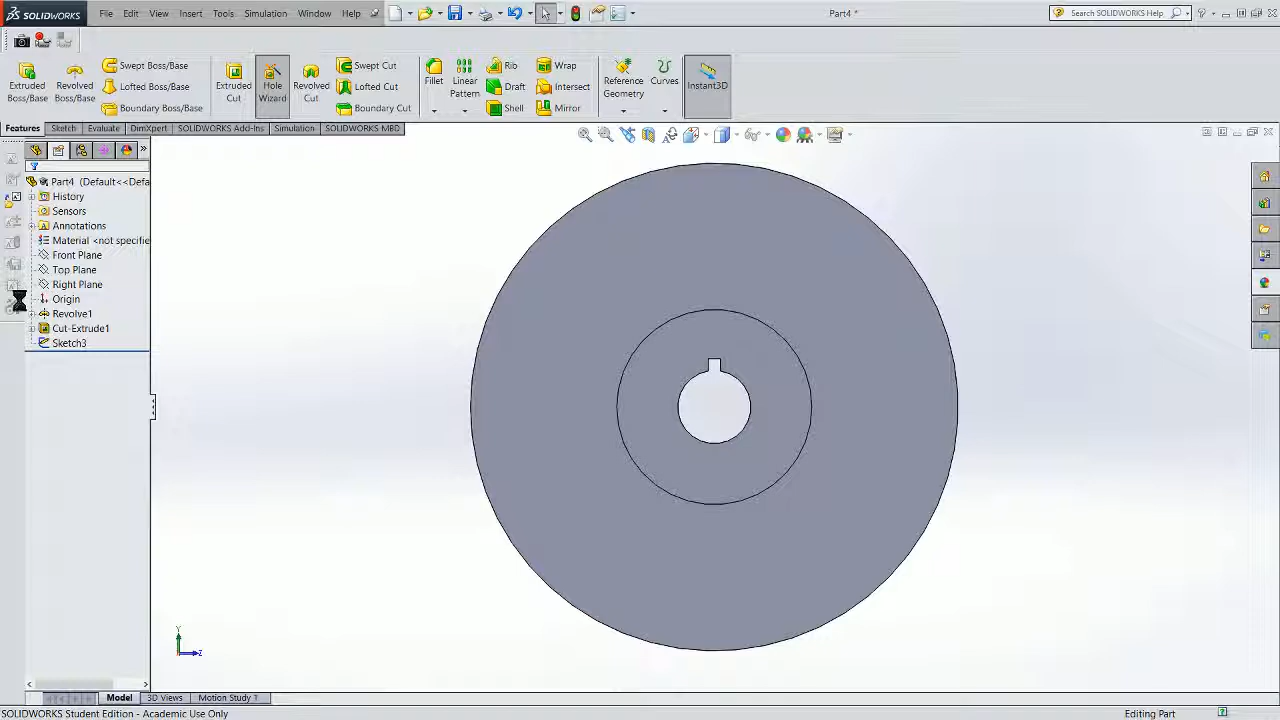 SOLIDWORKS File Edit View Insert Tools Simulation Window Help Part4 * Search SOLIDWORKS Help
Extruded Boss/Base
Revolved Boss/Base
Swept Boss/Base
Lofted Boss/Base
Boundary Boss/Base
Extruded Cut
Hole Wizard
Revolved Cut
Swept Cut
Lofted Cut
Boundary Cut
Fillet
Linear Pattern
Rib
Draft
Shell
Wrap
Intersect
Mirror
Reference Geometry
Curves
Instant3D
Features Sketch Evaluate DimXpert SOLIDWORKS Add-Ins Simulation SOLIDWORKS MBD
Part4 (Default<<Defa
History
Sensors
Annotations
Material <not specifie
Front Plane
Top Plane
Right Plane
Origin
Revolve1
Cut-Extrude1
Sketch3
Y
Z
Model 3D Views Motion Study 1
SOLIDWORKS Student Edition - Academic Use Only Editing Part